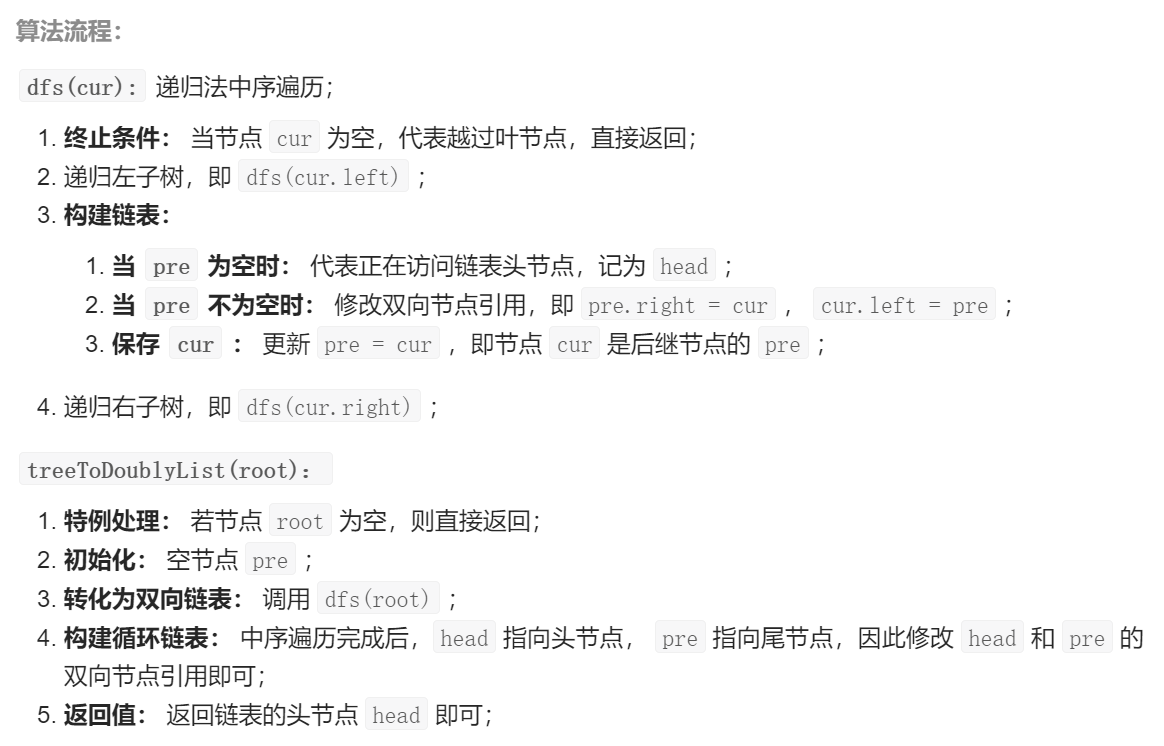 算法流程：
dfs(cur): 递归法中序遍历；
1. 终止条件： 当节点 cur 为空，代表越过叶节点，直接返回；
2. 递归左子树，即 dfs(cur.left) ；
3. 构建链表：
1. 当 pre 为空时： 代表正在访问链表头节点，记为 head ；
2. 当 pre 不为空时： 修改双向节点引用，即 pre.right = cur ， cur.left = pre ；
3. 保存 cur ： 更新 pre = cur ，即节点 cur 是后继节点的 pre ；
4. 递归右子树，即 dfs(cur.right) ；
treeToDoublyList(root):
1. 特例处理： 若节点 root 为空，则直接返回；
2. 初始化： 空节点 pre ；
3. 转化为双向链表： 调用 dfs(root) ；
4. 构建循环链表： 中序遍历完成后， head 指向头节点， pre 指向尾节点，因此修改 head 和 pre 的
双向节点引用即可；
5. 返回值： 返回链表的头节点 head 即可；